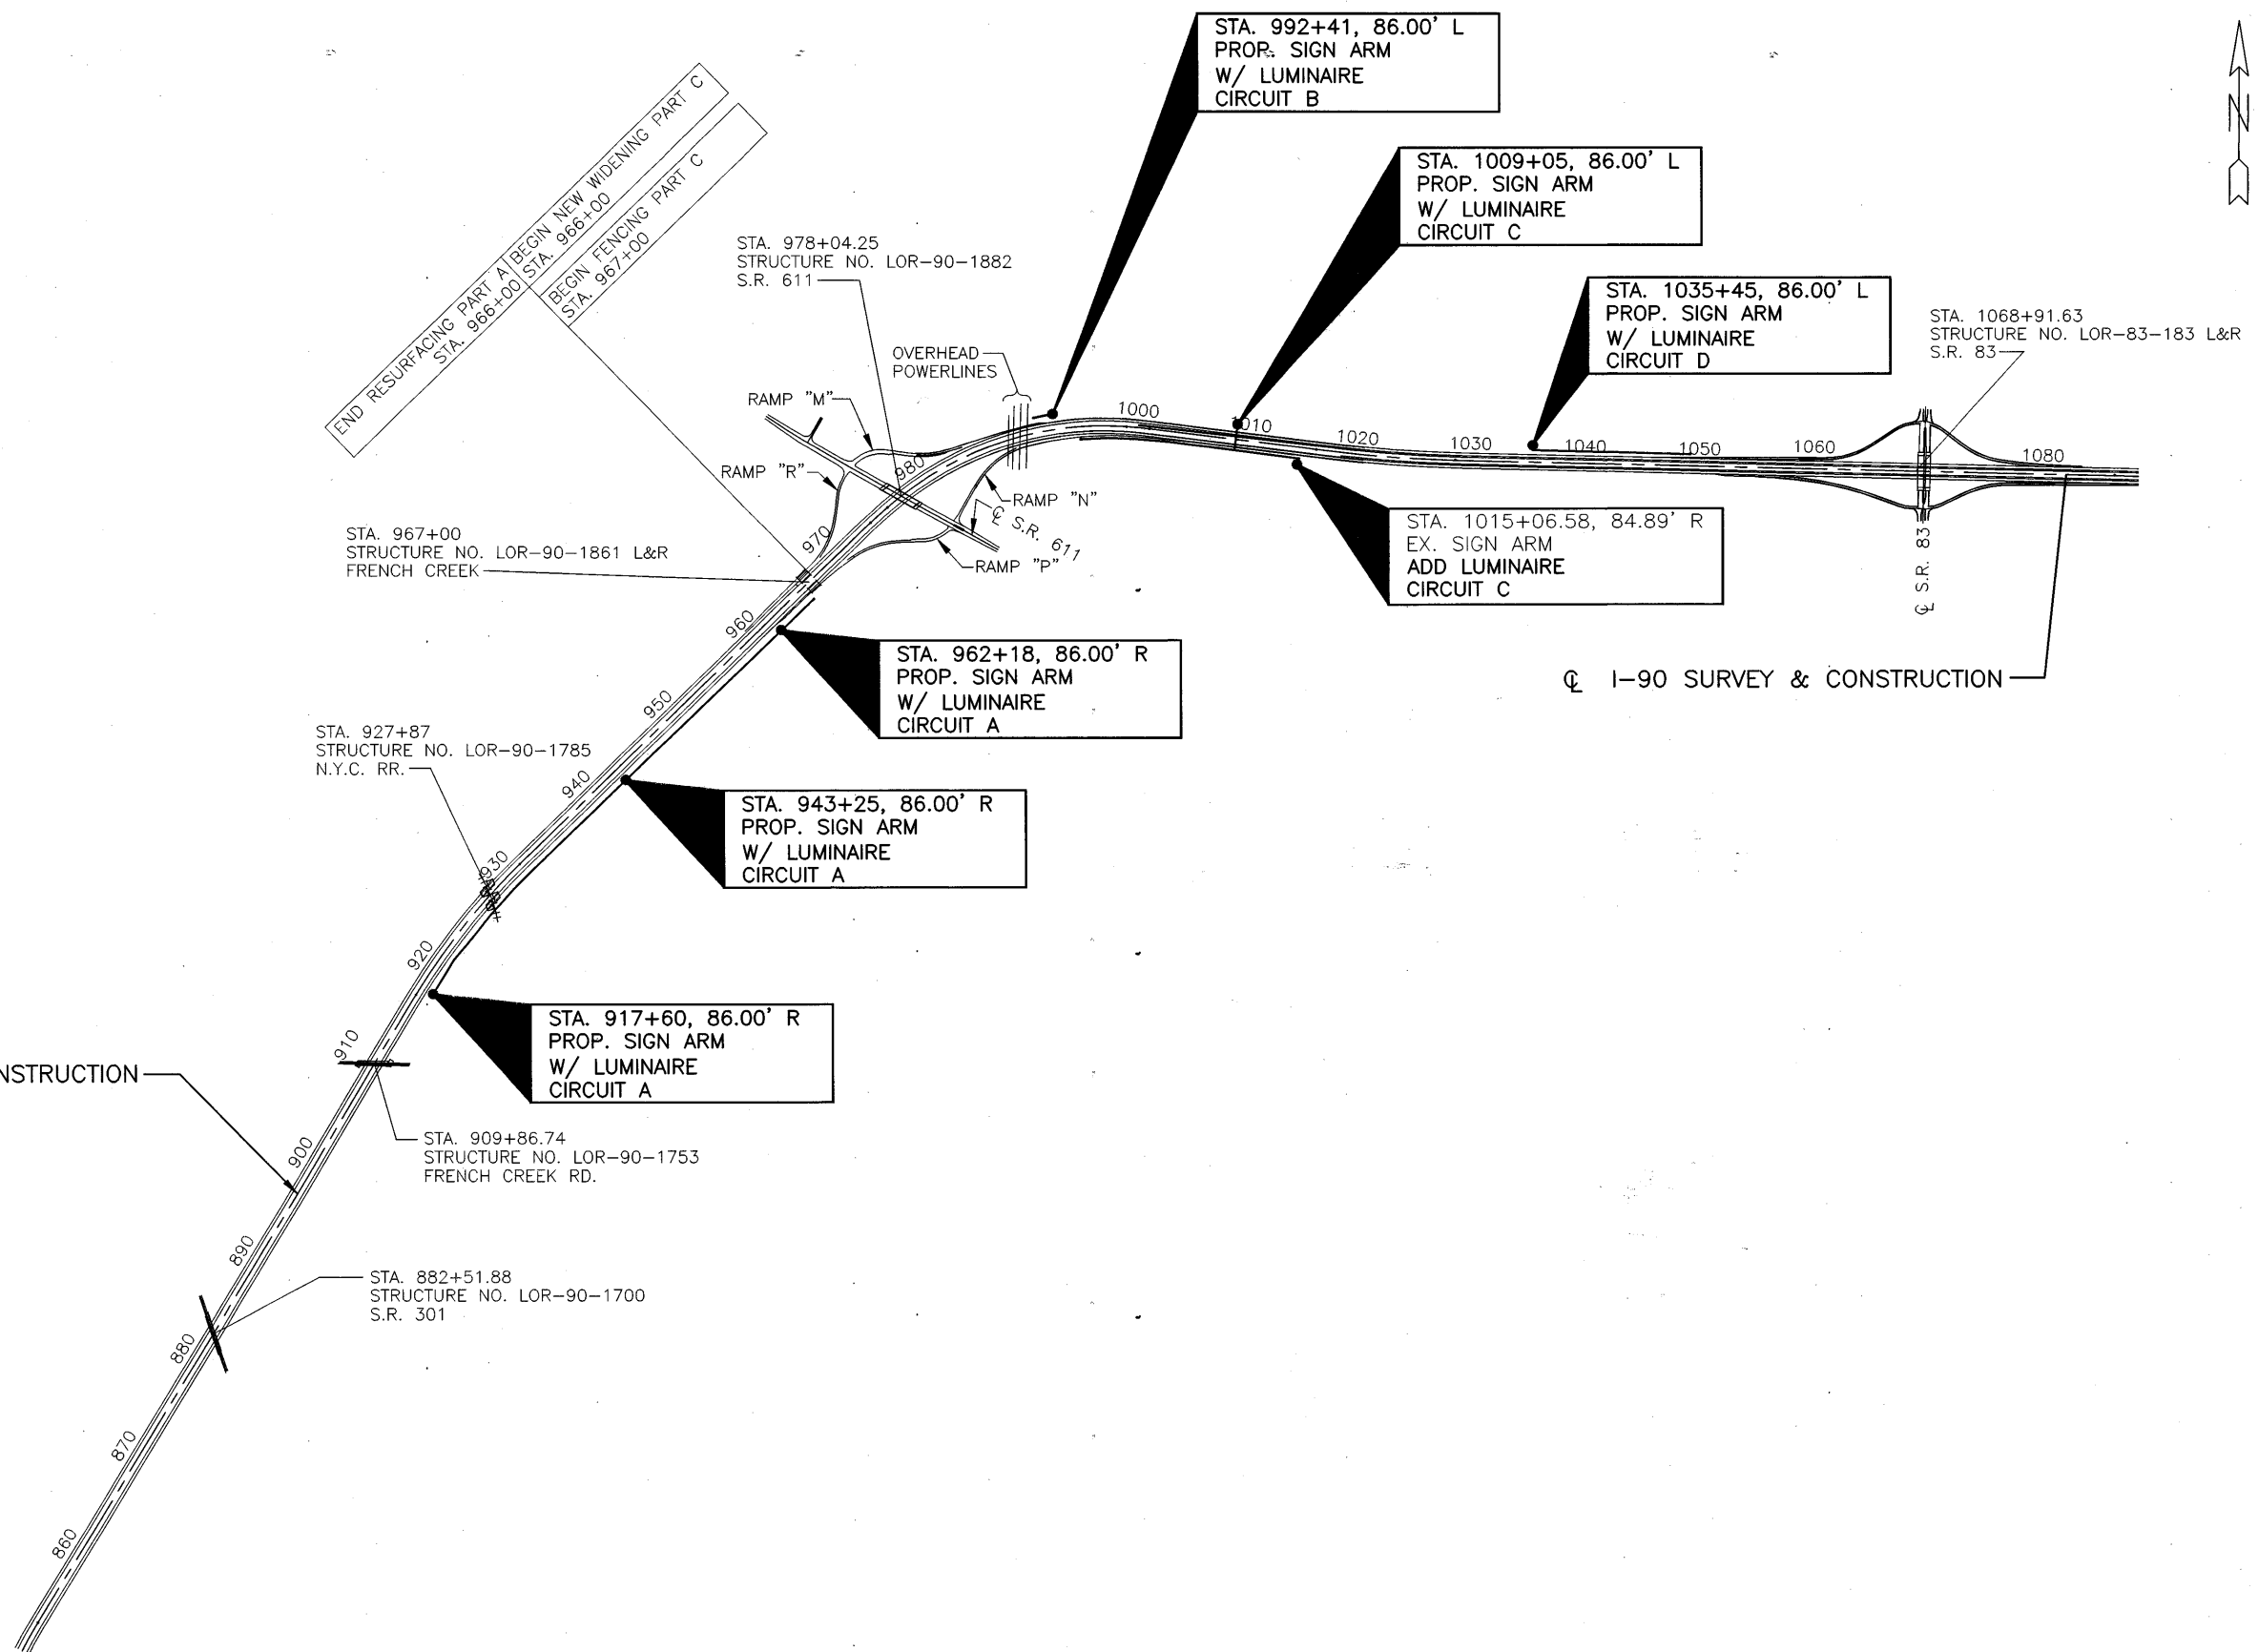 STA. 992+41, 86.00' L
PROP. SIGN ARM
W/ LUMINAIRE
CIRCUIT B
N
STA. 1009+05, 86.00' L
PROP. SIGN ARM
W/ LUMINAIRE
CIRCUIT C
END RESURFACING PART A
STA. 966+00
BEGIN NEW WIDENING PART C
STA. 966+00
BEGIN FENCING PART C
STA. 967+00
STA. 978+04.25
STRUCTURE NO. LOR-90-1882
S.R. 611
STA. 1035+45, 86.00' L
PROP. SIGN ARM
W/ LUMINAIRE
CIRCUIT D
STA. 1068+91.63
STRUCTURE NO. LOR-83-183 L&R
S.R. 83
OVERHEAD
POWERLINES
RAMP "M"
RAMP "R"
RAMP "N"
℄ S.R. 611
RAMP "P"
1000
1010
1020
1030
1040
1050
1060
1080
980
970
960
950
940
930
920
910
900
890
880
870
860
STA. 967+00
STRUCTURE NO. LOR-90-1861 L&R
FRENCH CREEK
STA. 1015+06.58, 84.89' R
EX. SIGN ARM
ADD LUMINAIRE
CIRCUIT C
℄ S.R. 83
STA. 962+18, 86.00' R
PROP. SIGN ARM
W/ LUMINAIRE
CIRCUIT A
℄ I-90 SURVEY & CONSTRUCTION
STA. 927+87
STRUCTURE NO. LOR-90-1785
N.Y.C. RR.
STA. 943+25, 86.00' R
PROP. SIGN ARM
W/ LUMINAIRE
CIRCUIT A
STA. 917+60, 86.00' R
PROP. SIGN ARM
W/ LUMINAIRE
CIRCUIT A
NSTRUCTION
STA. 909+86.74
STRUCTURE NO. LOR-90-1753
FRENCH CREEK RD.
STA. 882+51.88
STRUCTURE NO. LOR-90-1700
S.R. 301